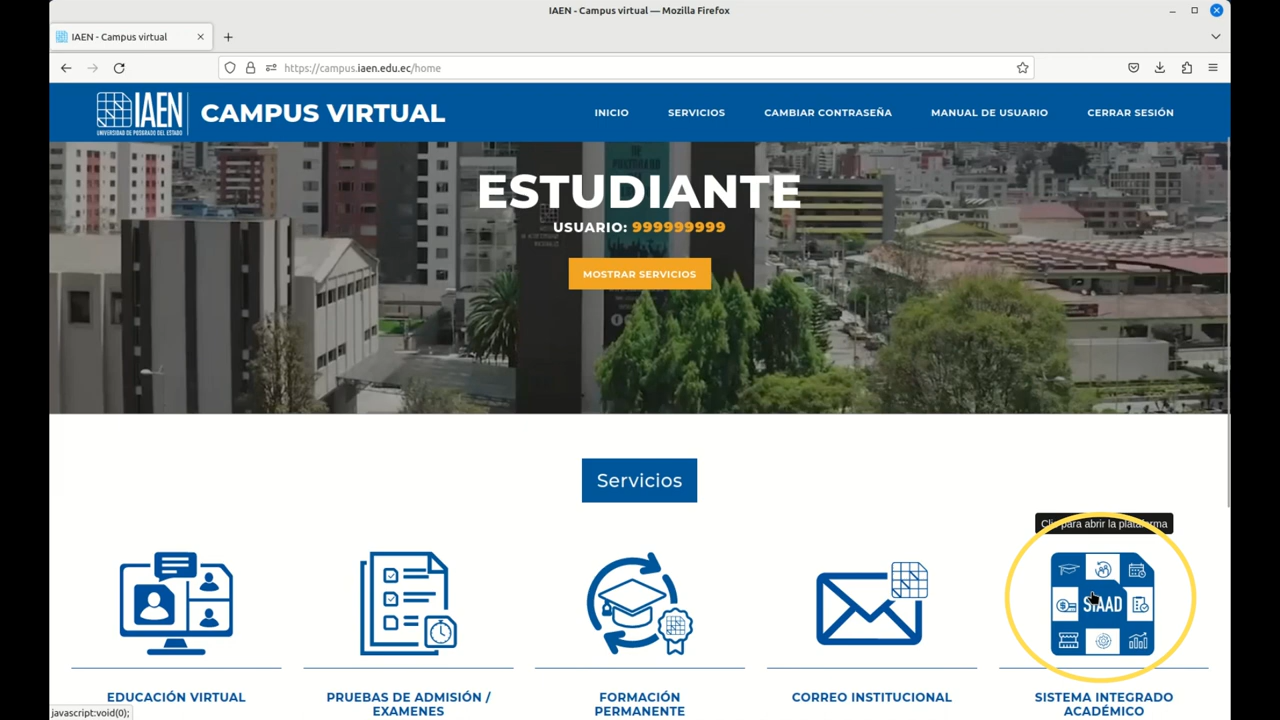 IAEN - Campus virtual — Mozilla Firefox
IAEN - Campus virtual
https://campus.iaen.edu.ec/home
IAEN
UNIVERSIDAD DE POSGRADO DEL ESTADO
CAMPUS VIRTUAL
INICIO
SERVICIOS
CAMBIAR CONTRASEÑA
MANUAL DE USUARIO
CERRAR SESIÓN
ESTUDIANTE
USUARIO: 999999999
MOSTRAR SERVICIOS
Servicios
Clic para abrir la plataforma
SIAAD
EDUCACIÓN VIRTUAL
PRUEBAS DE ADMISIÓN /
EXAMENES
FORMACIÓN
PERMANENTE
CORREO INSTITUCIONAL
SISTEMA INTEGRADO
ACADÉMICO
javascript:void(0);